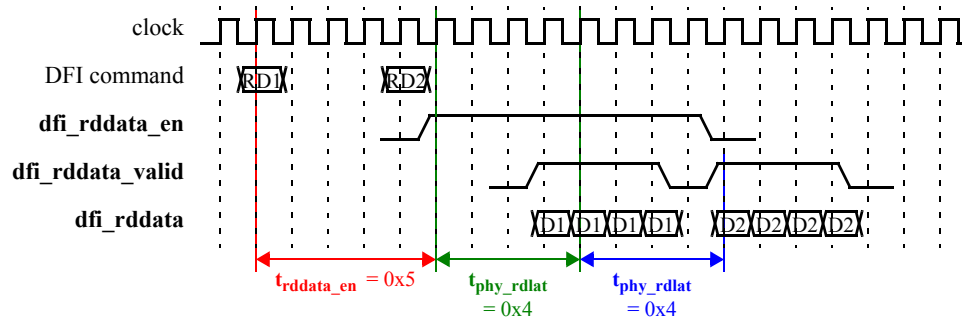 clock
DFI command
RD1
RD2
dfi_rddata_en
dfi_rddata_valid
dfi_rddata
D1 D1 D1 D1 D2 D2 D2 D2
trddata_en = 0x5
tphy_rdlat
= 0x4
tphy_rdlat
= 0x4